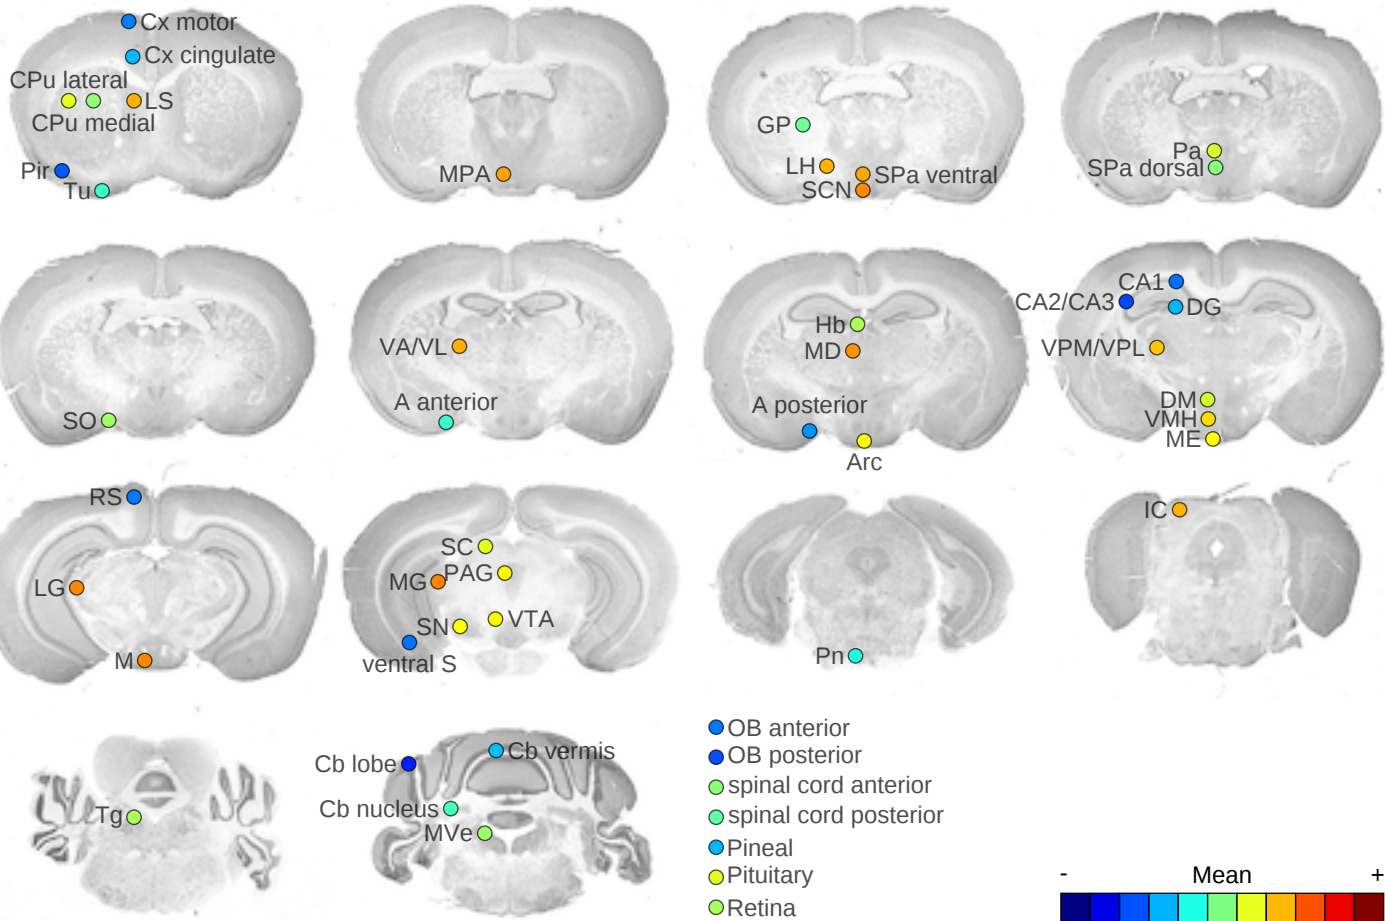 Cx motor
Cx cingulate
CPu lateral
LS
CPu medial
Pir
Tu
MPA
GP
LH
SPa ventral
SCN
Pa
SPa dorsal
SO
VA/VL
A anterior
Hb
MD
A posterior
Arc
CA1
CA2/CA3
DG
VPM/VPL
DM
VMH
ME
RS
LG
M
SC
MG
PAG
SN
VTA
ventral S
Pn
IC
Tg
Cb lobe
Cb vermis
Cb nucleus
MVe
OB anterior
OB posterior
spinal cord anterior
spinal cord posterior
Pineal
Pituitary
Retina
- Mean +